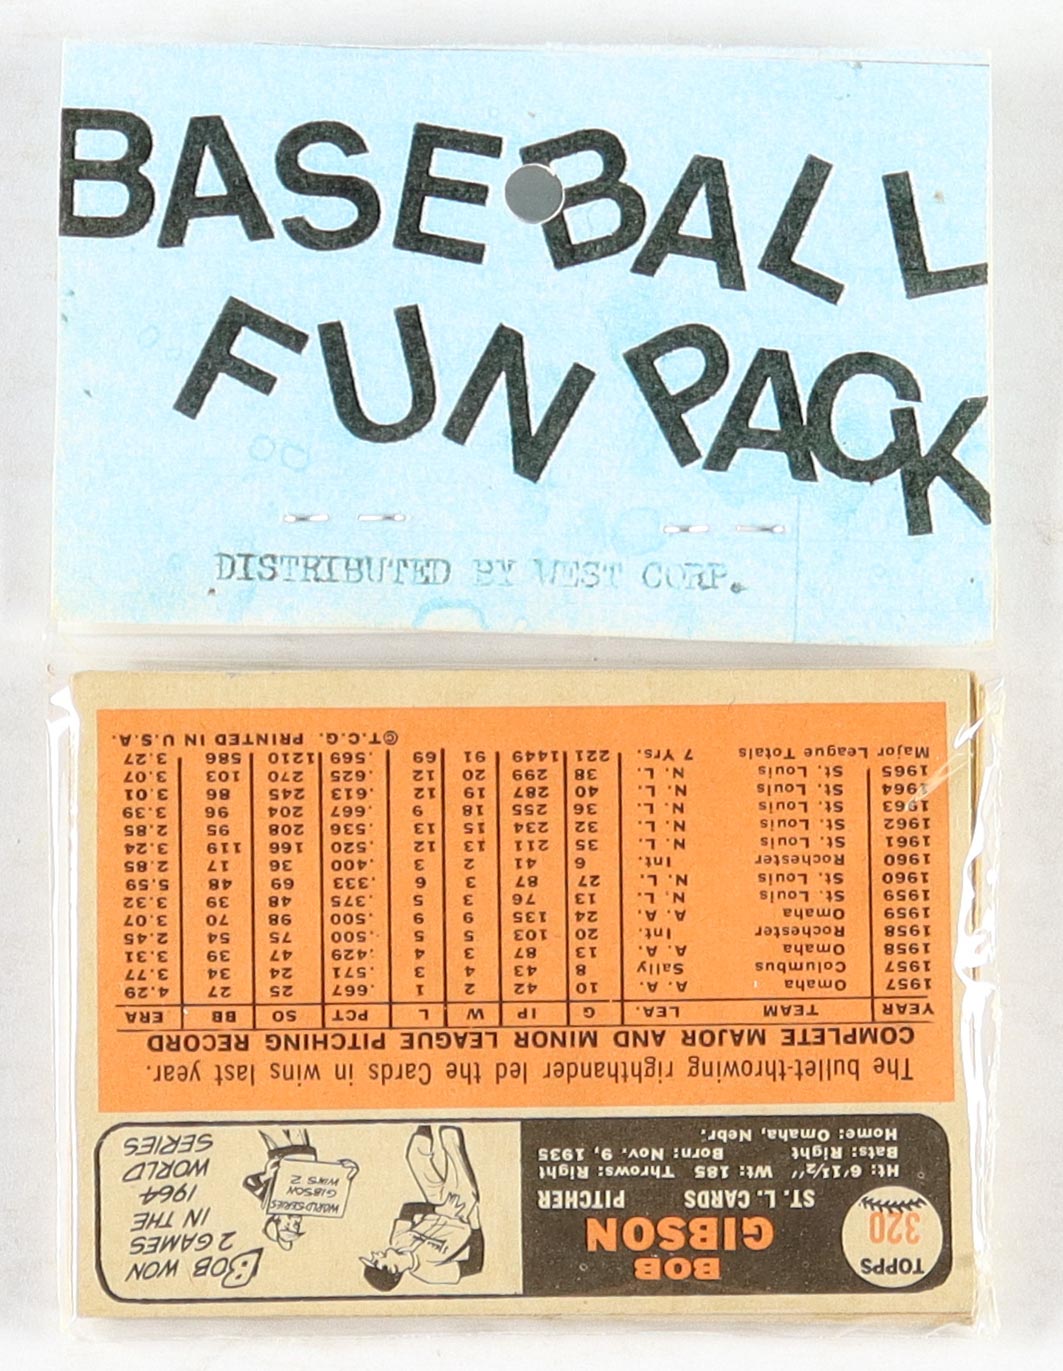 BASEBALL
FUN PACK
DISTRIBUTED BY WEST CORP.
TOPPS
320
BOB
GIBSON
ST. L. CARDS PITCHER
Ht: 6'1½" Wt: 185 Throws: Right
Bats: Right Born: Nov. 9, 1935
Home: Omaha, Nebr.
WORLD SERIES
GIBSON
WINS 2
BOB WON
2 GAMES
IN THE
1964
WORLD
SERIES
The bullet-throwing righthander led the Cards in wins last year.
COMPLETE MAJOR AND MINOR LEAGUE PITCHING RECORD
YEAR TEAM LEA. G IP W L PCT SO BB ERA
1957 Omaha A. A. 10 42 2 1 .667 25 27 4.29
1957 Columbus Sally 8 43 4 3 .571 24 34 3.77
1958 Omaha A. A. 13 87 3 4 .429 47 39 3.31
1958 Rochester Int. 20 103 5 5 .500 75 54 2.45
1959 Omaha A. A. 24 135 9 9 .500 98 70 3.07
1959 St. Louis N. L. 13 76 3 5 .375 48 39 3.32
1960 St. Louis N. L. 27 87 3 6 .333 69 48 5.59
1960 Rochester Int. 6 41 2 3 .400 36 17 2.85
1961 St. Louis N. L. 35 211 13 12 .520 166 119 3.24
1962 St. Louis N. L. 32 234 15 13 .536 208 95 2.85
1963 St. Louis N. L. 36 255 18 9 .667 204 96 3.39
1964 St. Louis N. L. 40 287 19 12 .613 245 86 3.01
1965 St. Louis N. L. 38 299 20 12 .625 270 103 3.07
Major League Totals 7 Yrs. 221 1449 91 69 .569 1210 586 3.27
©T.C.G. PRINTED IN U.S.A.